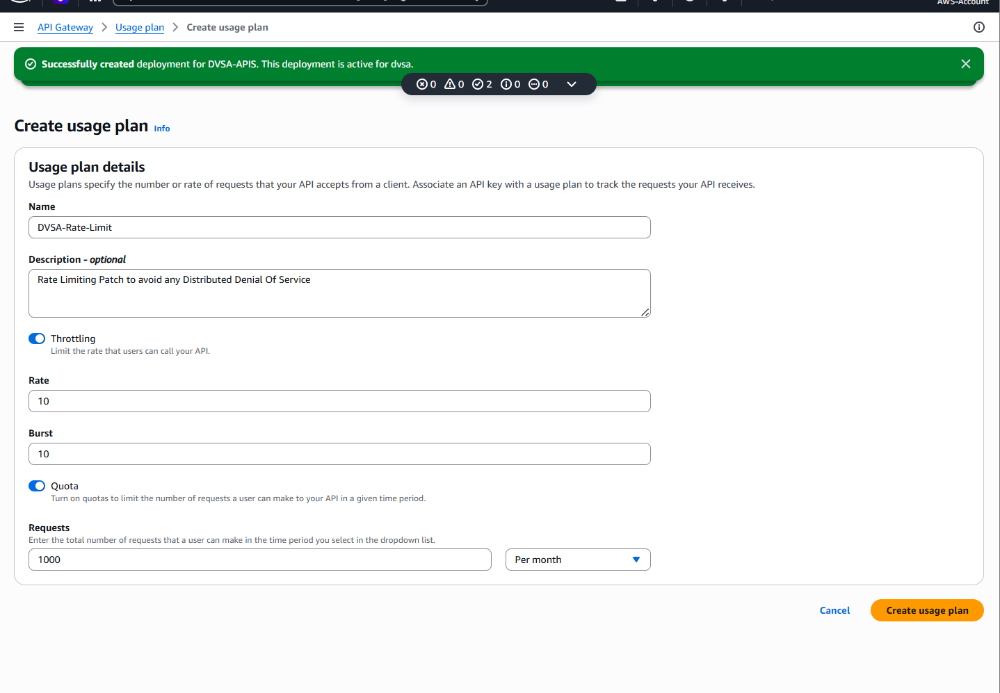 AWS-Account
API Gateway > Usage plan > Create usage plan
Successfully created deployment for DVSA-APIS. This deployment is active for dvsa.
0 0 2 0 0
Create usage plan Info
Usage plan details
Usage plans specify the number or rate of requests that your API accepts from a client. Associate an API key with a usage plan to track the requests your API receives.
Name
DVSA-Rate-Limit
Description - optional
Rate Limiting Patch to avoid any Distributed Denial Of Service
Throttling
Limit the rate that users can call your API.
Rate
10
Burst
10
Quota
Turn on quotas to limit the number of requests a user can make to your API in a given time period.
Requests
Enter the total number of requests that a user can make in the time period you select in the dropdown list.
1000 Per month
Cancel Create usage plan